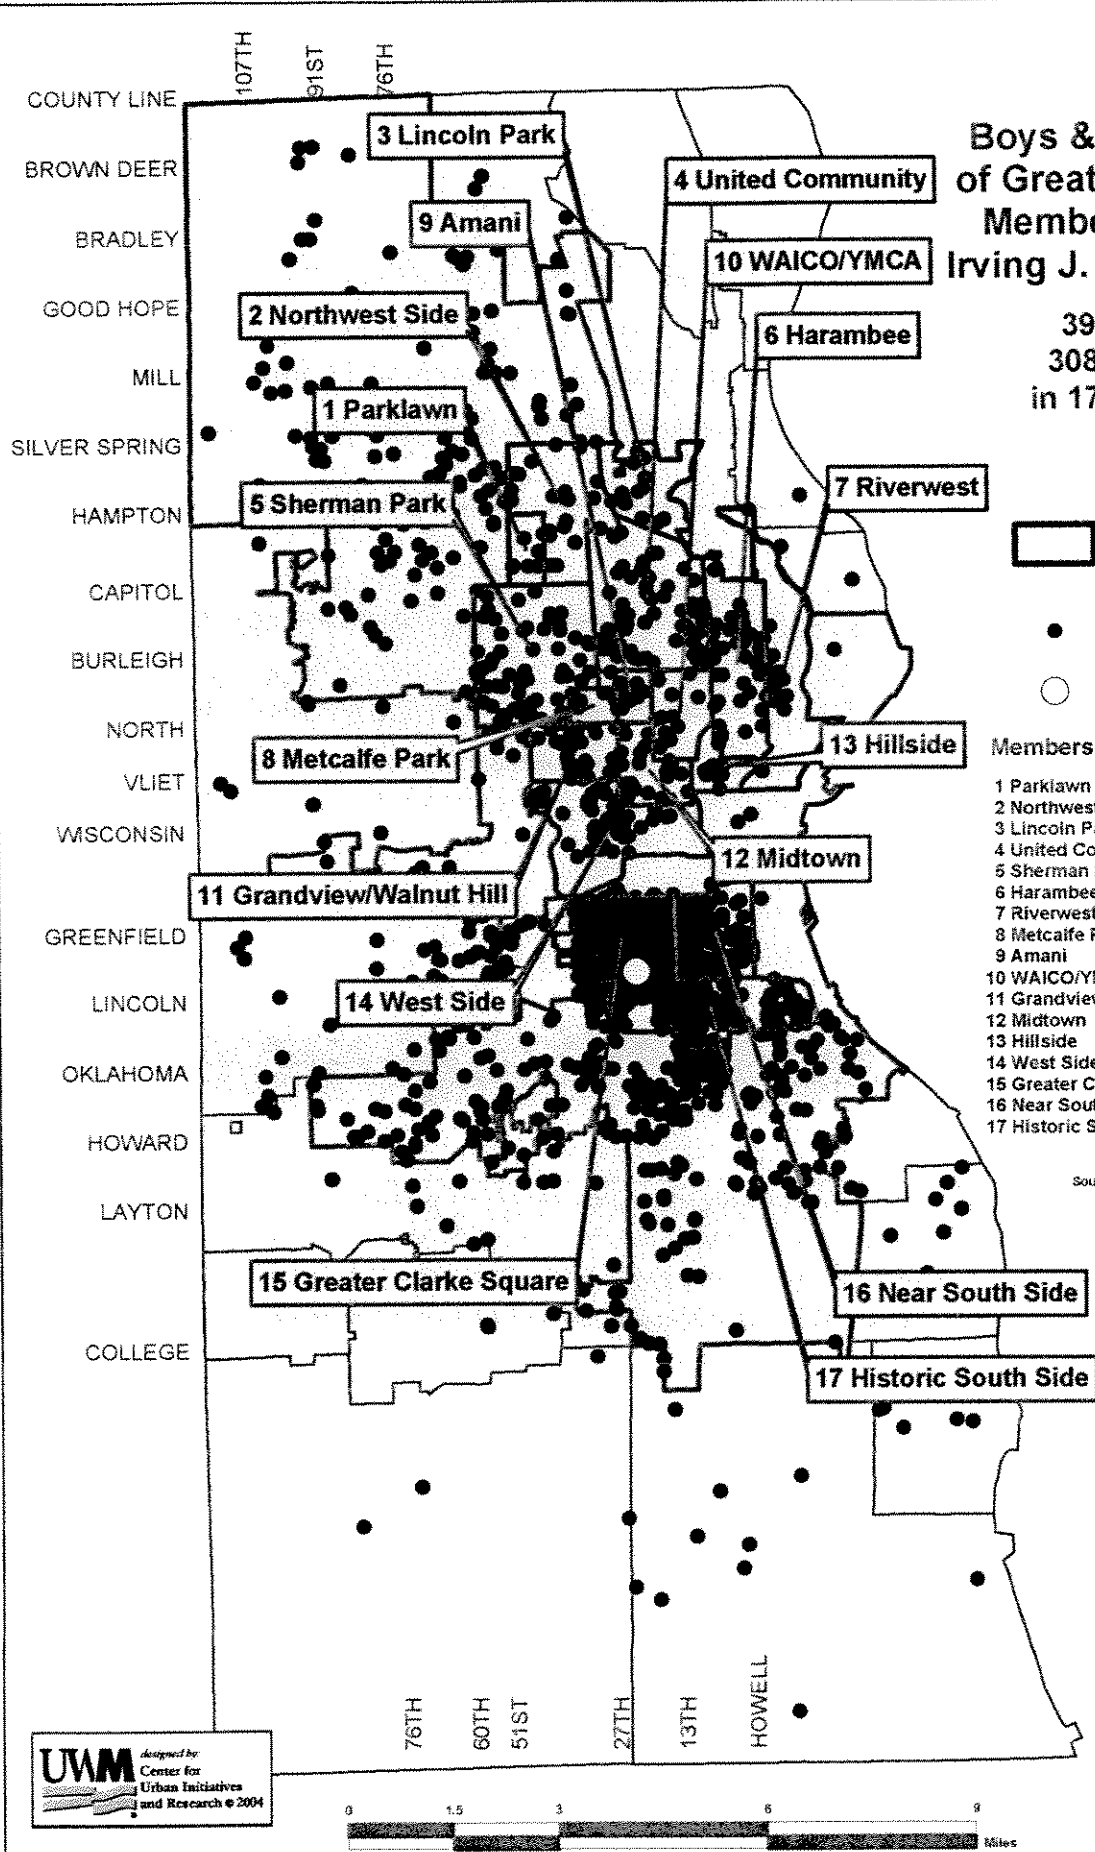 107TH
91ST
76TH
COUNTY LINE
BROWN DEER
BRADLEY
GOOD HOPE
MILL
SILVER SPRING
HAMPTON
CAPITOL
BURLEIGH
NORTH
VLIET
WISCONSIN
GREENFIELD
LINCOLN
OKLAHOMA
HOWARD
LAYTON
COLLEGE
3 Lincoln Park
4 United Community
9 Amani
10 WAICO/YMCA
2 Northwest Side
6 Harambee
1 Parklawn
7 Riverwest
5 Sherman Park
8 Metcalfe Park
13 Hillside
12 Midtown
11 Grandview/Walnut Hill
14 West Side
15 Greater Clarke Square
16 Near South Side
17 Historic South Side
Boys &
of Great
Membe
Irving J.
39
308
in 17
Members
1 Parklawn
2 Northwest
3 Lincoln Pa
4 United Co
5 Sherman
6 Harambee
7 Riverwest
8 Metcalfe P
9 Amani
10 WAICO/YM
11 Grandview
12 Midtown
13 Hillside
14 West Side
15 Greater C
16 Near Sout
17 Historic S
Sou
76TH
60TH
51ST
27TH
13TH
HOWELL
UWM
designed by:
Center for
Urban Initiatives
and Research © 2004
0 1.5 3 6 9
Miles